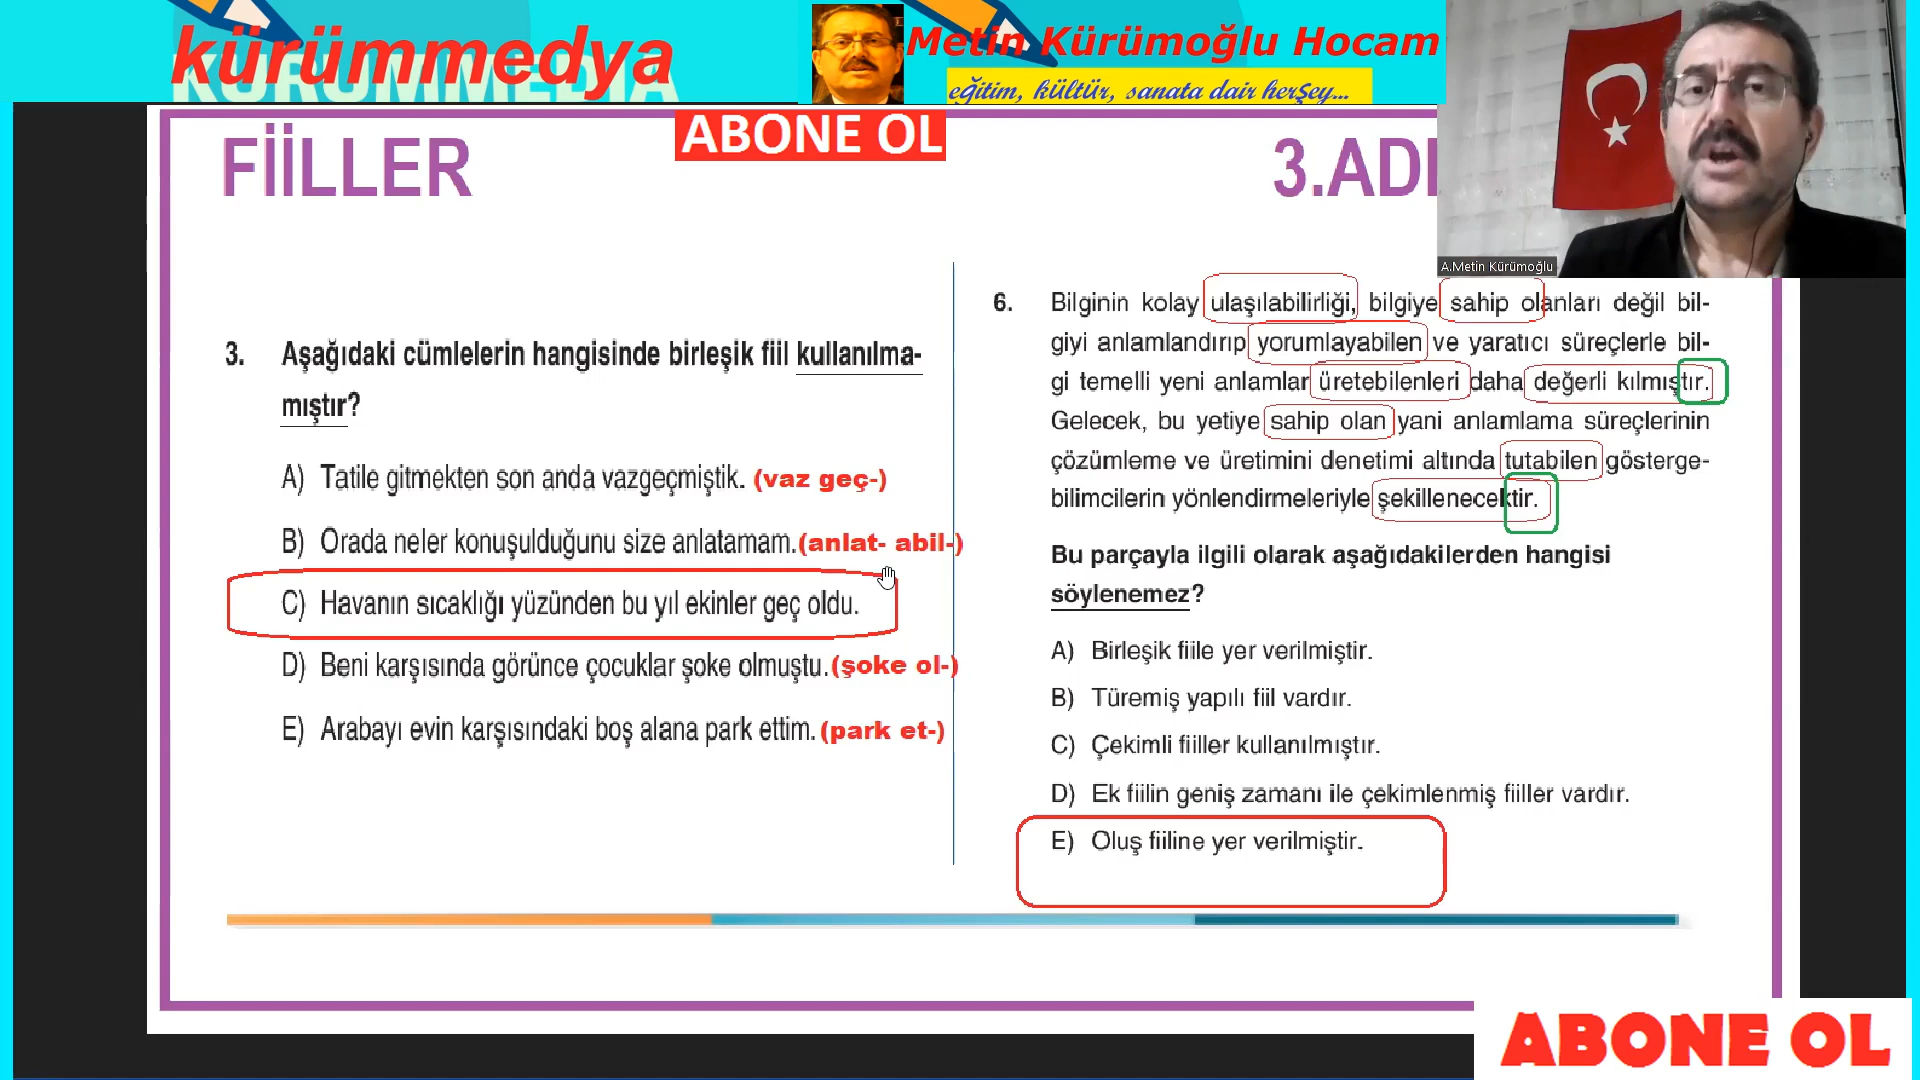 kürümmedya
KURUMMEDIA
Metin Kürümoğlu Hocam
eğitim, kültür, sanata dair herşey...
ABONE OL
FİİLLER
3.ADI
A.Metin Kürümoğlu
3. Aşağıdaki cümlelerin hangisinde birleşik fiil kullanılma-
mıştır?
A) Tatile gitmekten son anda vazgeçmiştik. (vaz geç-)
B) Orada neler konuşulduğunu size anlatamam. (anlat- abil-)
C) Havanın sıcaklığı yüzünden bu yıl ekinler geç oldu.
D) Beni karşısında görünce çocuklar şoke olmuştu. (şoke ol-)
E) Arabayı evin karşısındaki boş alana park ettim. (park et-)
6. Bilginin kolay ulaşılabilirliği, bilgiye sahip olanları değil bil-
giyi anlamlandırıp yorumlayabilen ve yaratıcı süreçlerle bil-
gi temelli yeni anlamlar üretebilenleri daha değerli kılmıştır.
Gelecek, bu yetiye sahip olan yani anlamlama süreçlerinin
çözümleme ve üretimini denetimi altında tutabilen gösterge-
bilimcilerin yönlendirmeleriyle şekillenecektir.
Bu parçayla ilgili olarak aşağıdakilerden hangisi
söylenemez?
A) Birleşik fiile yer verilmiştir.
B) Türemiş yapılı fiil vardır.
C) Çekimli fiiller kullanılmıştır.
D) Ek fiilin geniş zamanı ile çekimlenmiş fiiller vardır.
E) Oluş fiiline yer verilmiştir.
ABONE OL